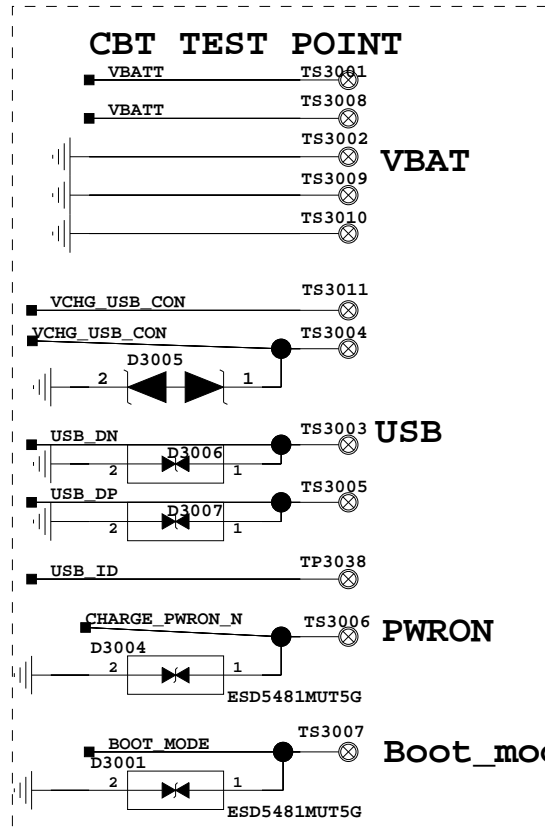 CBT TEST POINT
VBATT TS3001
VBATT TS3008
TS3002
VBAT
TS3009
TS3010
VCHG_USB_CON TS3011
VCHG_USB_CON TS3004
D3005
2 1
USB_DN TS3003 USB
D3006
2 1
USB_DP TS3005
D3007
2 1
USB_ID TP3038
CHARGE_PWRON_N TS3006 PWRON
D3004
2 1
ESD5481MUT5G
TS3007
BOOT_MODE Boot_mo
D3001
2 1
ESD5481MUT5G